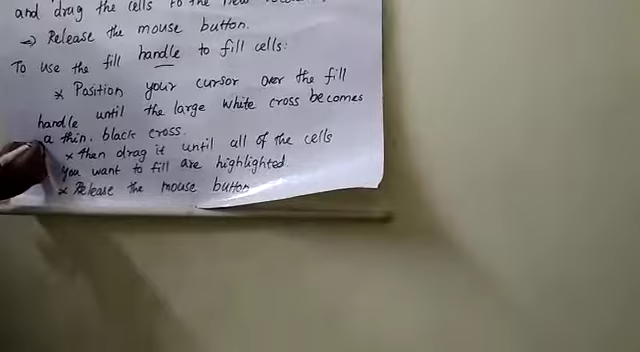 and drag the cells to the new
-> Release the mouse button.
To use the fill handle to fill cells:
* Position your cursor over the fill
handle until the large white cross becomes
a thin, black cross.
* then drag it until all of the cells
you want to fill are highlighted.
* Release the mouse button